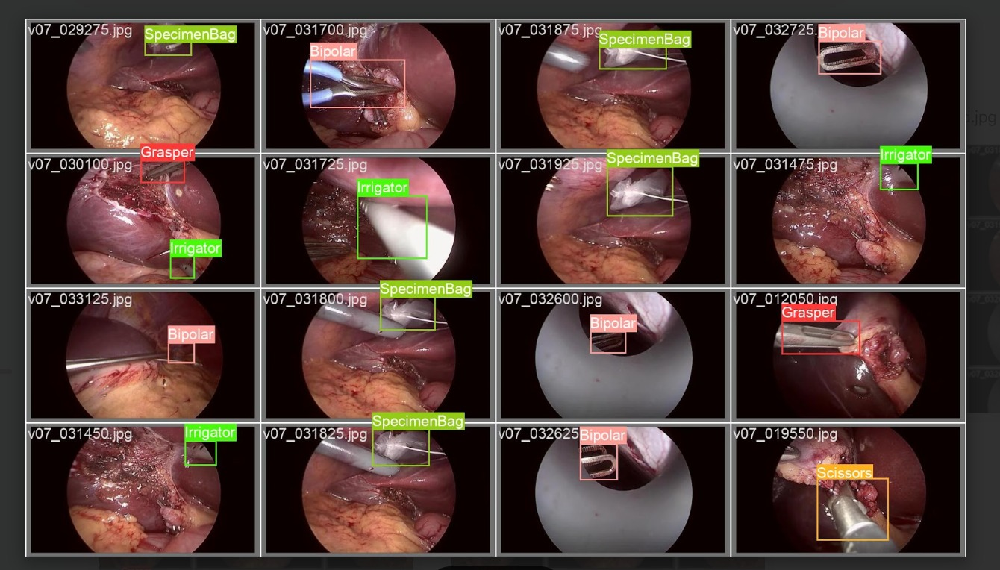 v07_029275.jpg
SpecimenBag
v07_031700.jpg
Bipolar
v07_031875.jpg
SpecimenBag
v07_032725.
Bipolar
v07_030100.jpg
Grasper
Irrigator
v07_031725.jpg
Irrigator
v07_031925.jpg
SpecimenBag
v07_031475.jpg
Irrigator
v07_033125.jpg
Bipolar
v07_031800.jpg
SpecimenBag
v07_032600.jpg
Bipolar
v07_012050.jpg
Grasper
v07_031450.jpg
Irrigator
v07_031825.jpg
SpecimenBag
v07_032625
Bipolar
v07_019550.jpg
Scissors